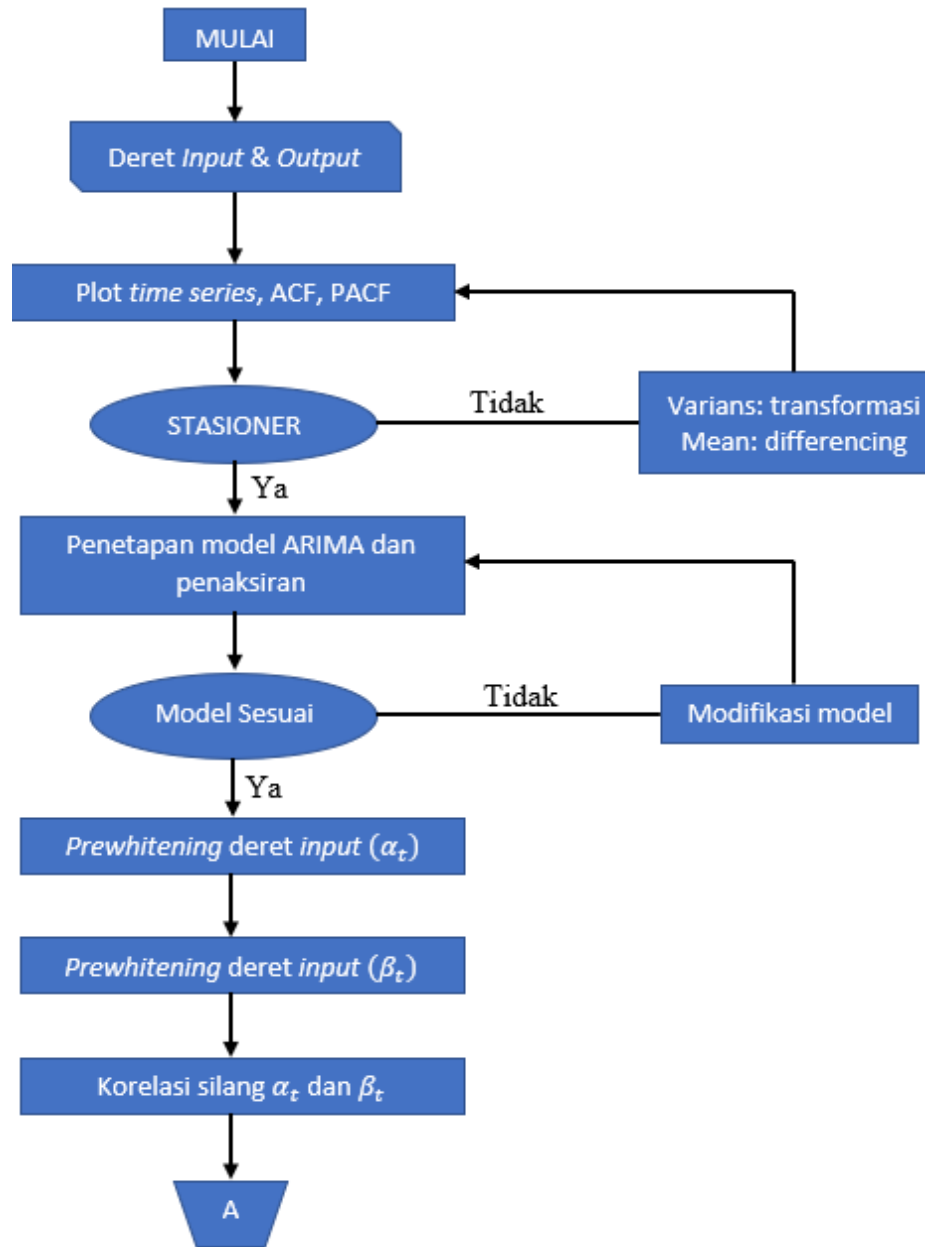 MULAI
Deret Input & Output
Plot time series, ACF, PACF
STASIONER
Tidak
Varians: transformasi
Mean: differencing
Ya
Penetapan model ARIMA dan
penaksiran
Model Sesuai
Tidak
Modifikasi model
Ya
Prewhitening deret input (αₜ)
Prewhitening deret input (βₜ)
Korelasi silang αₜ dan βₜ
A